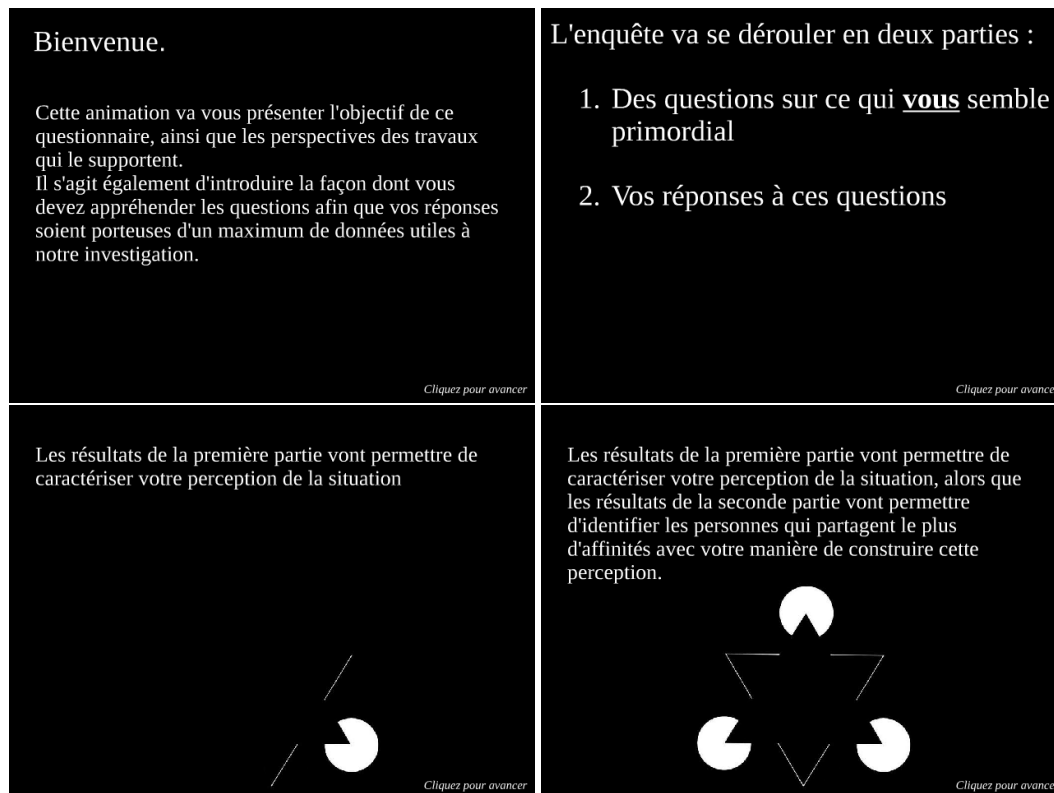 Bienvenue.
Cette animation va vous présenter l'objectif de ce
questionnaire, ainsi que les perspectives des travaux
qui le supportent.
Il s'agit également d'introduire la façon dont vous
devez appréhender les questions afin que vos réponses
soient porteuses d'un maximum de données utiles à
notre investigation.
Cliquez pour avancer
L'enquête va se dérouler en deux parties :
1. Des questions sur ce qui vous semble
primordial
2. Vos réponses à ces questions
Cliquez pour avance
Les résultats de la première partie vont permettre de
caractériser votre perception de la situation
Cliquez pour avancer
Les résultats de la première partie vont permettre de
caractériser votre perception de la situation, alors que
les résultats de la seconde partie vont permettre
d'identifier les personnes qui partagent le plus
d'affinités avec votre manière de construire cette
perception.
Cliquez pour avance